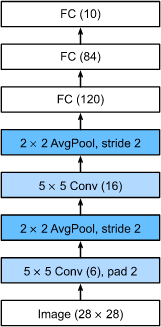 FC (10)
FC (84)
FC (120)
2 × 2 AvgPool, stride 2
5 × 5 Conv (16)
2 × 2 AvgPool, stride 2
5 × 5 Conv (6), pad 2
Image (28 × 28)